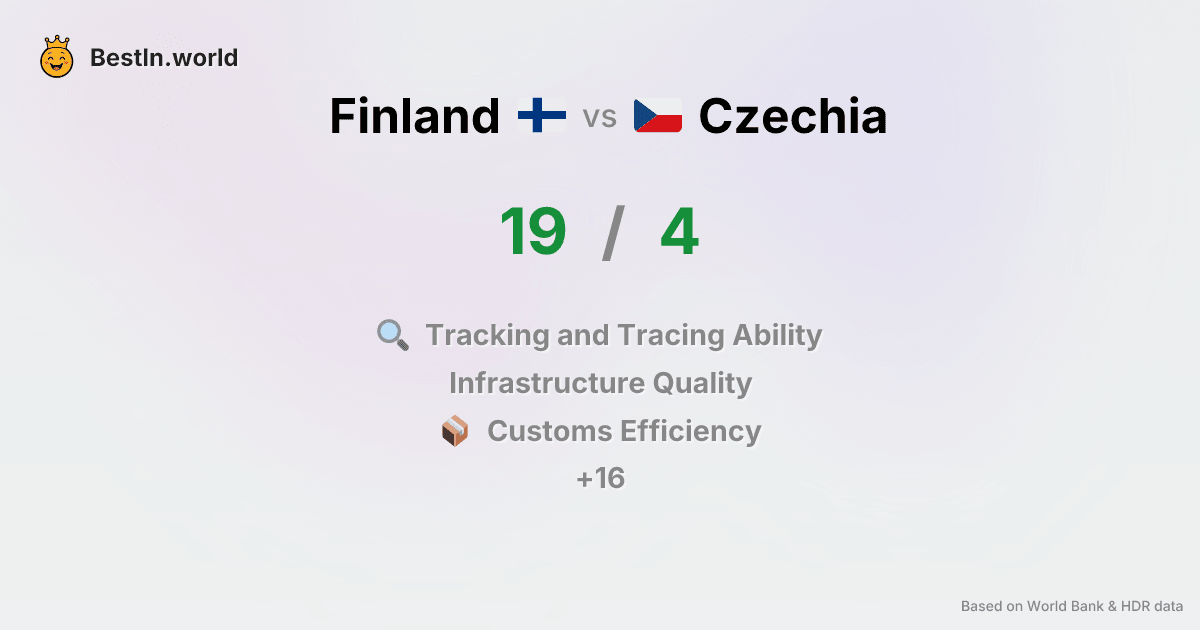 BestIn.world
Finland vs Czechia
19 / 4
Tracking and Tracing Ability
Infrastructure Quality
Customs Efficiency
+16
Based on World Bank & HDR data